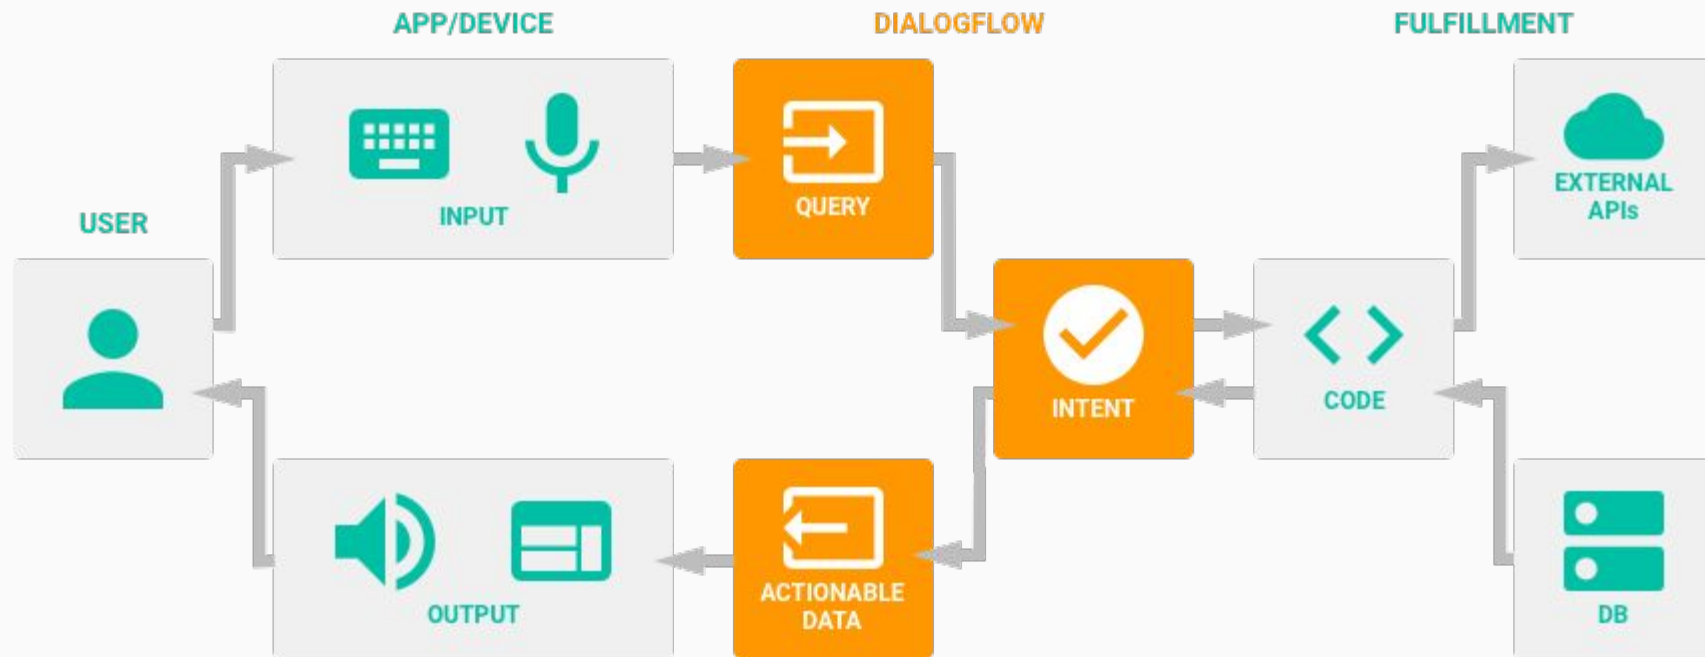 APP/DEVICE
DIALOGFLOW
FULFILLMENT
INPUT
QUERY
EXTERNAL
APIs
USER
INTENT
CODE
OUTPUT
ACTIONABLE
DATA
DB